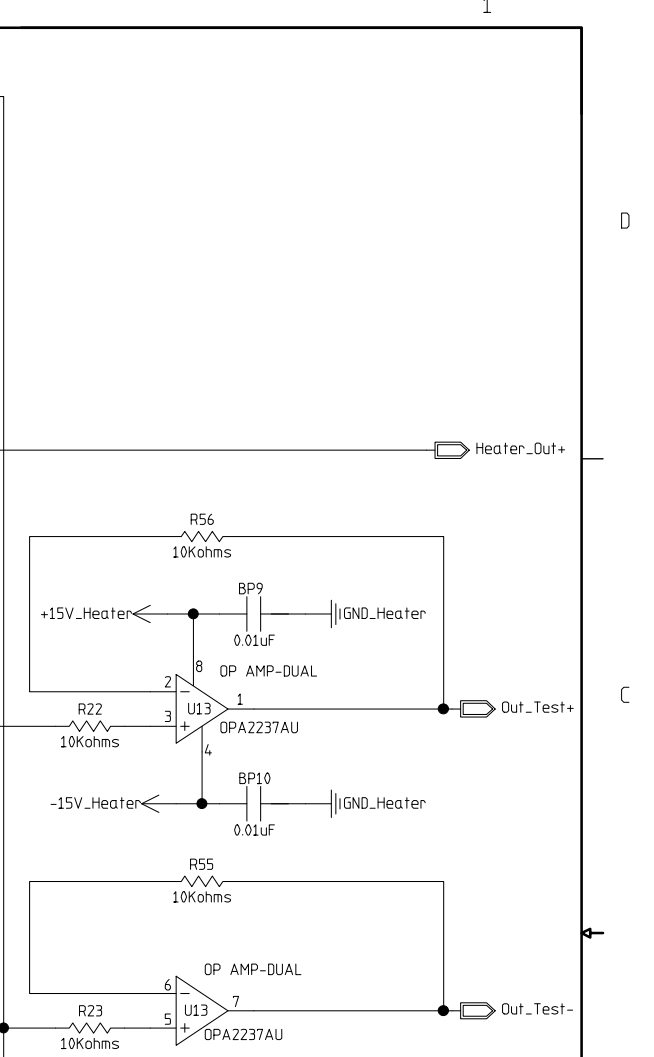 1
D
Heater_Out+
R56
10Kohms
BP9
+15V_Heater
GND_Heater
0.01uF
8
OP AMP-DUAL
2
1
R22
U13
Out_Test+
C
3
10Kohms
OPA2237AU
4
BP10
-15V_Heater
GND_Heater
0.01uF
R55
10Kohms
OP AMP-DUAL
6
7
R23
U13
Out_Test-
5
10Kohms
OPA2237AU